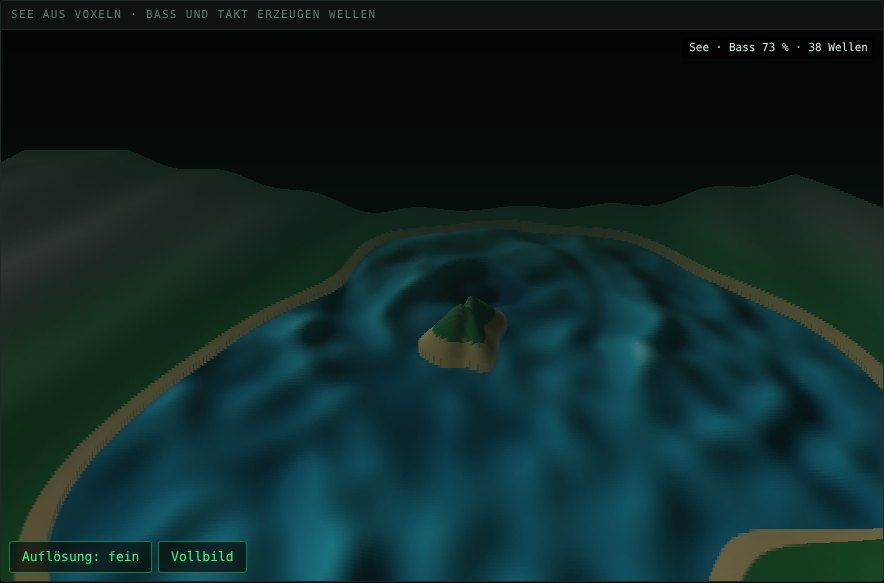 SEE AUS VOXELN · BASS UND TAKT ERZEUGEN WELLEN
See · Bass 73 % · 38 Wellen
Auflösung: fein
Vollbild